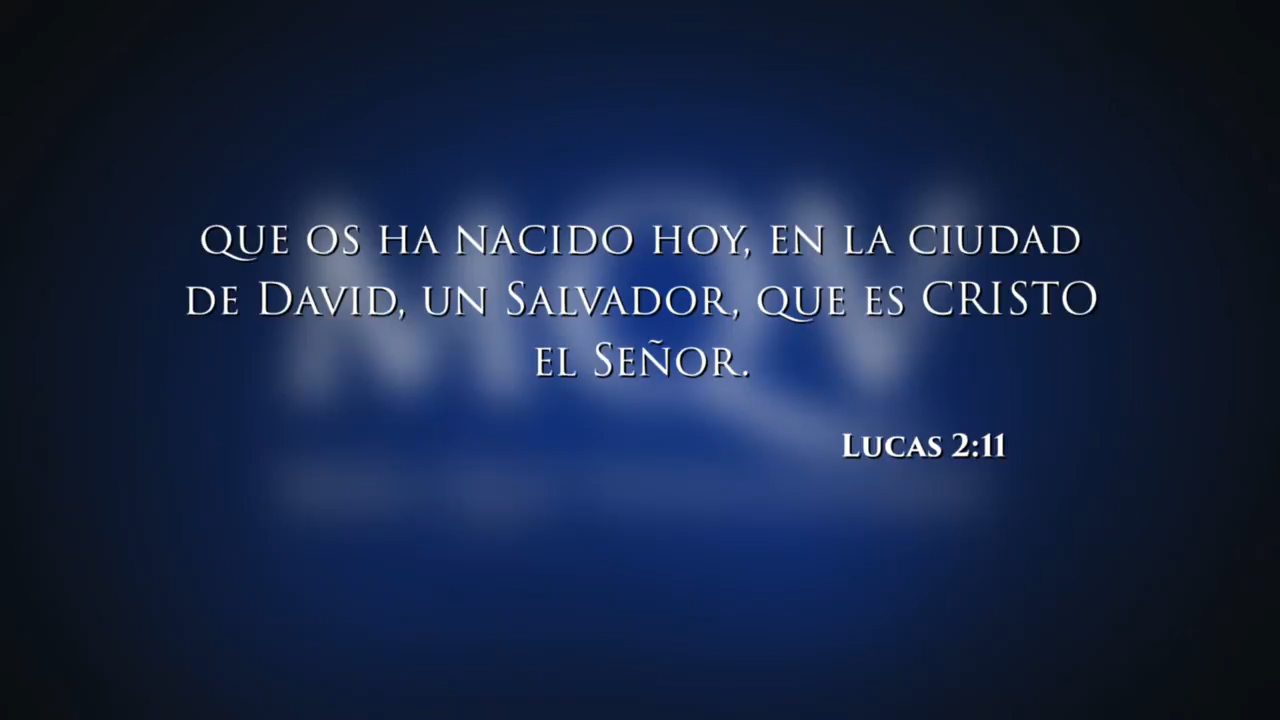 que os ha nacido hoy, en la ciudad
de David, un Salvador, que es CRISTO
el Señor.
Lucas 2:11
MQV